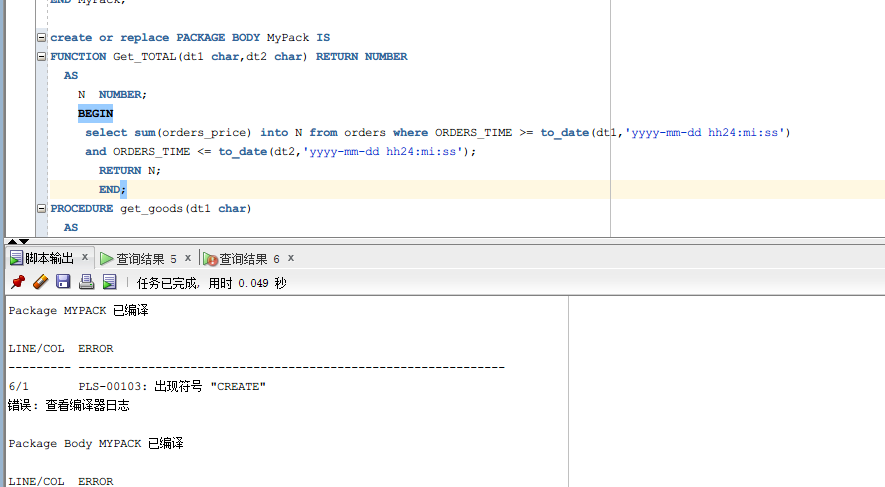 END MyPack;
create or replace PACKAGE BODY MyPack IS
FUNCTION Get_TOTAL(dt1 char,dt2 char) RETURN NUMBER
AS
N  NUMBER;
BEGIN
select sum(orders_price) into N from orders where ORDERS_TIME >= to_date(dt1,'yyyy-mm-dd hh24:mi:ss')
and ORDERS_TIME <= to_date(dt2,'yyyy-mm-dd hh24:mi:ss');
RETURN N;
END;
PROCEDURE get_goods(dt1 char)
AS
脚本输出 x 查询结果 5 x 查询结果 6 x
任务已完成, 用时 0.049 秒
Package MYPACK 已编译
LINE/COL  ERROR
--------- -------------------------------------------------------------
6/1       PLS-00103: 出现符号 "CREATE"
错误: 查看编译器日志
Package Body MYPACK 已编译
LINE/COL  ERROR